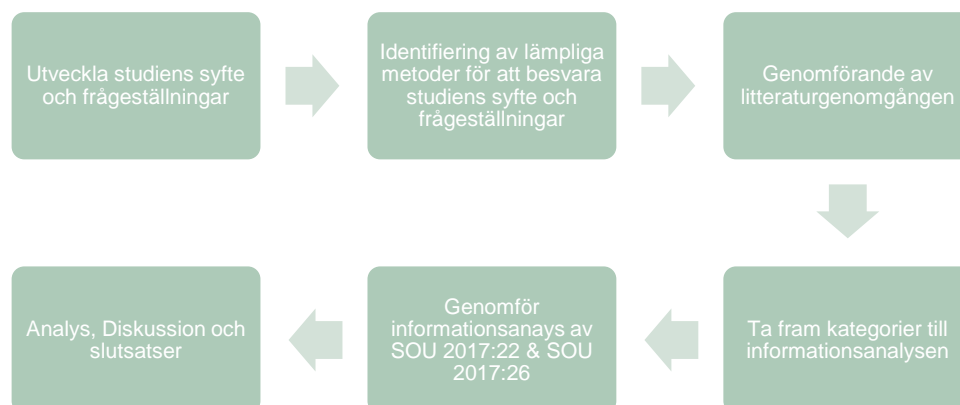 Utveckla studiens syfte
och frågeställningar
Identifiering av lämpliga
metoder för att besvara
studiens syfte och
frågeställningar
Genomförande av
litteraturgenomgången
Ta fram kategorier till
informationsanalysen
Genomför
informationsanays av
SOU 2017:22 & SOU
2017:26
Analys, Diskussion och
slutsatser